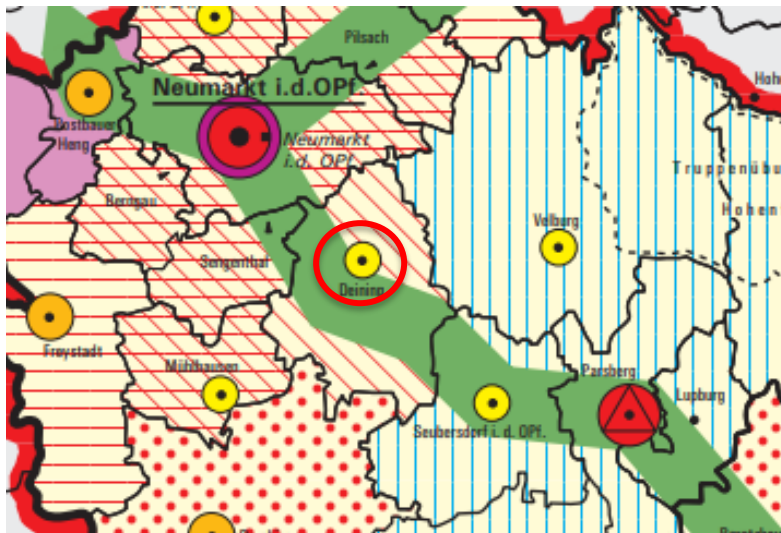 Pilsach
Hohe
Neumarkt i.d.OPf.
Postbauer
Heng
Neumarkt
i.d. OPf.
Truppenübu
Berngau
Hohen
Velburg
Sengenthal
Deining
Freystadt
Mühlhausen
Parsberg
Lupburg
Seubersdorf i. d. OPf.